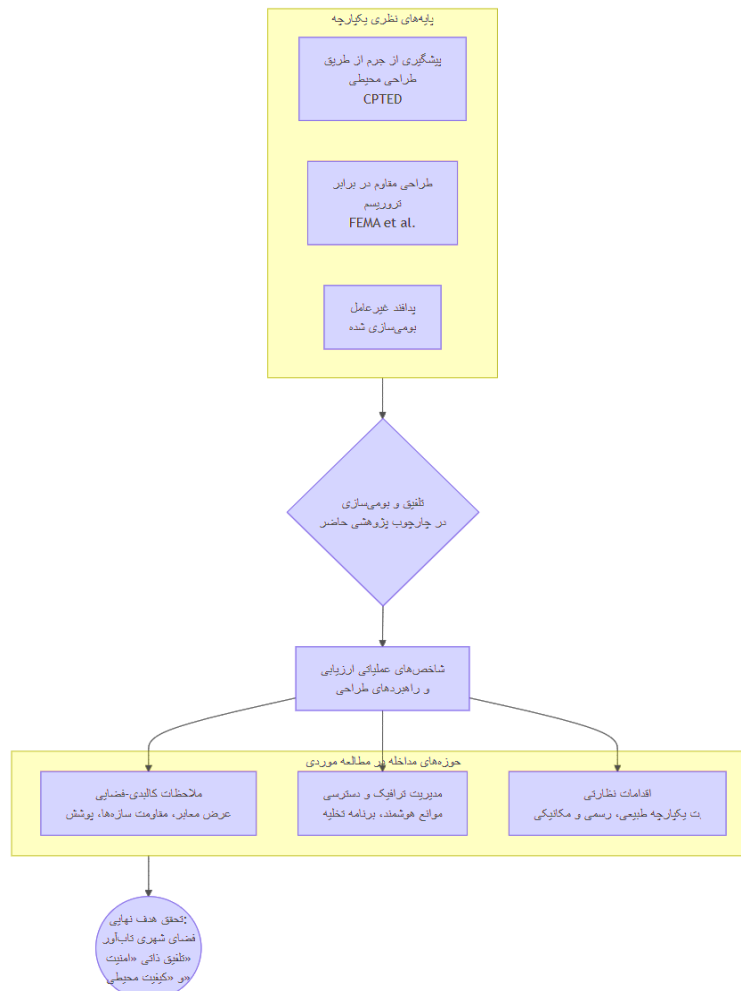 پایه‌های نظری یکپارچه
پیشگیری از جرم از طریق
طراحی محیطی
CPTED
طراحی مقاوم در برابر
تروریسم
FEMA et al.
پدافند غیرعامل
بومی‌سازی شده
تلفیق و بومی‌سازی
در چارچوب پژوهشی حاضر
شاخص‌های عملیاتی ارزیابی
و راهبردهای طراحی
حوزه‌های مداخله در مطالعه موردی
ملاحظات کالبدی-فضایی
عرض معابر، مقاومت سازه‌ها، پوشش
مدیریت ترافیک و دسترسی
موانع هوشمند، برنامه تخلیه
اقدامات نظارتی
یکپارچه طبیعی، رسمی و مکانیکی
تحقق هدف نهایی:
فضای شهری تاب‌آور
تلفیق ذاتی «امنیت»
و «کیفیت محیطی»